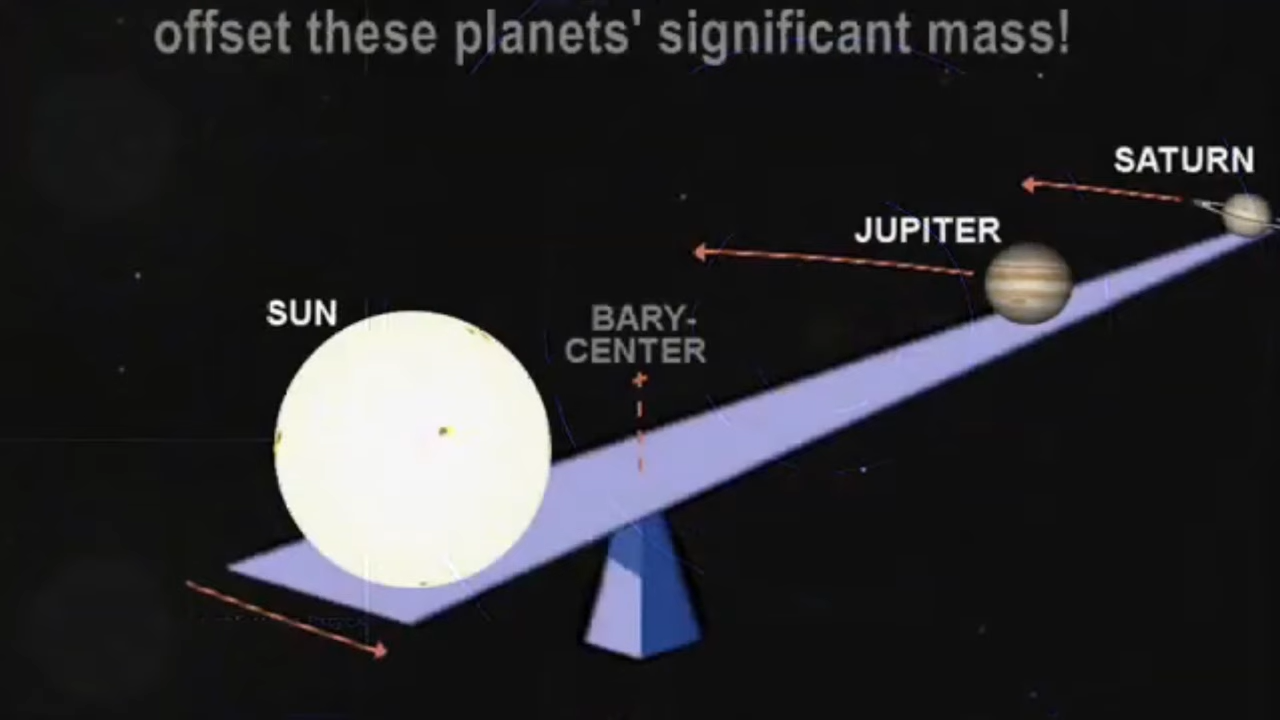 offset these planets' significant mass!
SATURN
JUPITER
SUN
BARY-
CENTER